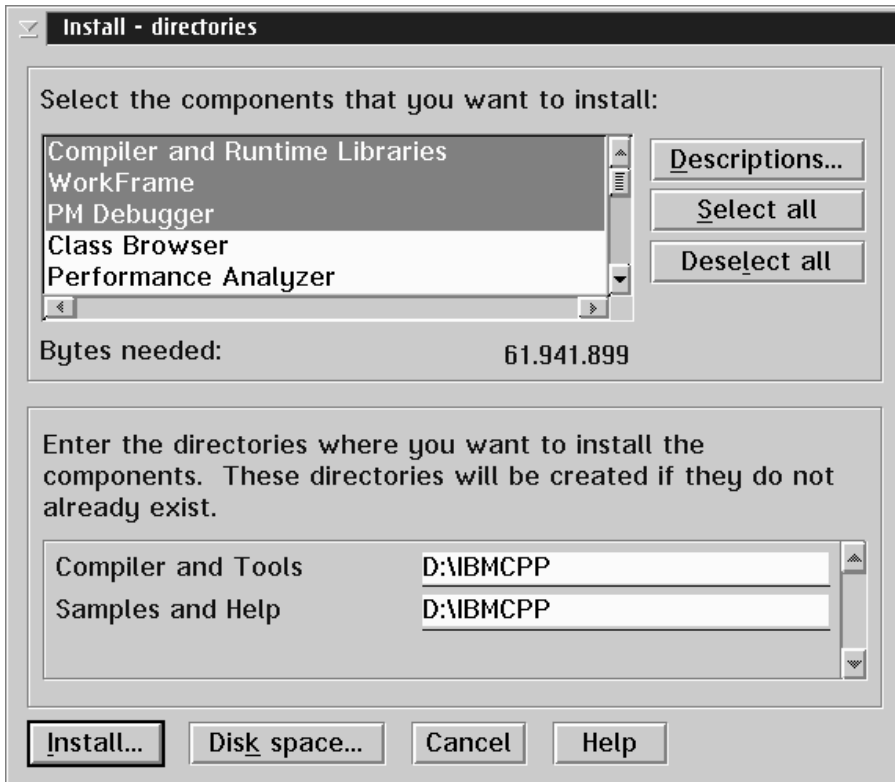 Install - directories
Select the components that you want to install:
Compiler and Runtime Libraries
WorkFrame
PM Debugger
Class Browser
Performance Analyzer
Descriptions...
Select all
Deselect all
Bytes needed: 61.941.899
Enter the directories where you want to install the
components.  These directories will be created if they do not
already exist.
Compiler and Tools D:\IBMCPP
Samples and Help D:\IBMCPP
Install... Disk space... Cancel Help